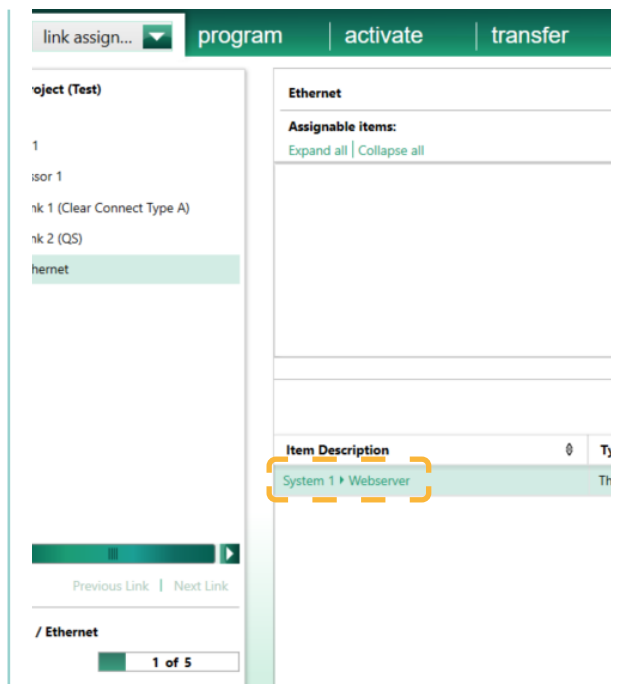 link assign... program activate transfer
roject (Test)
1
ssor 1
nk 1 (Clear Connect Type A)
nk 2 (QS)
hernet
Previous Link | Next Link
/ Ethernet
1 of 5
Ethernet
Assignable items:
Expand all | Collapse all
Item Description Ty
System 1 Webserver Th